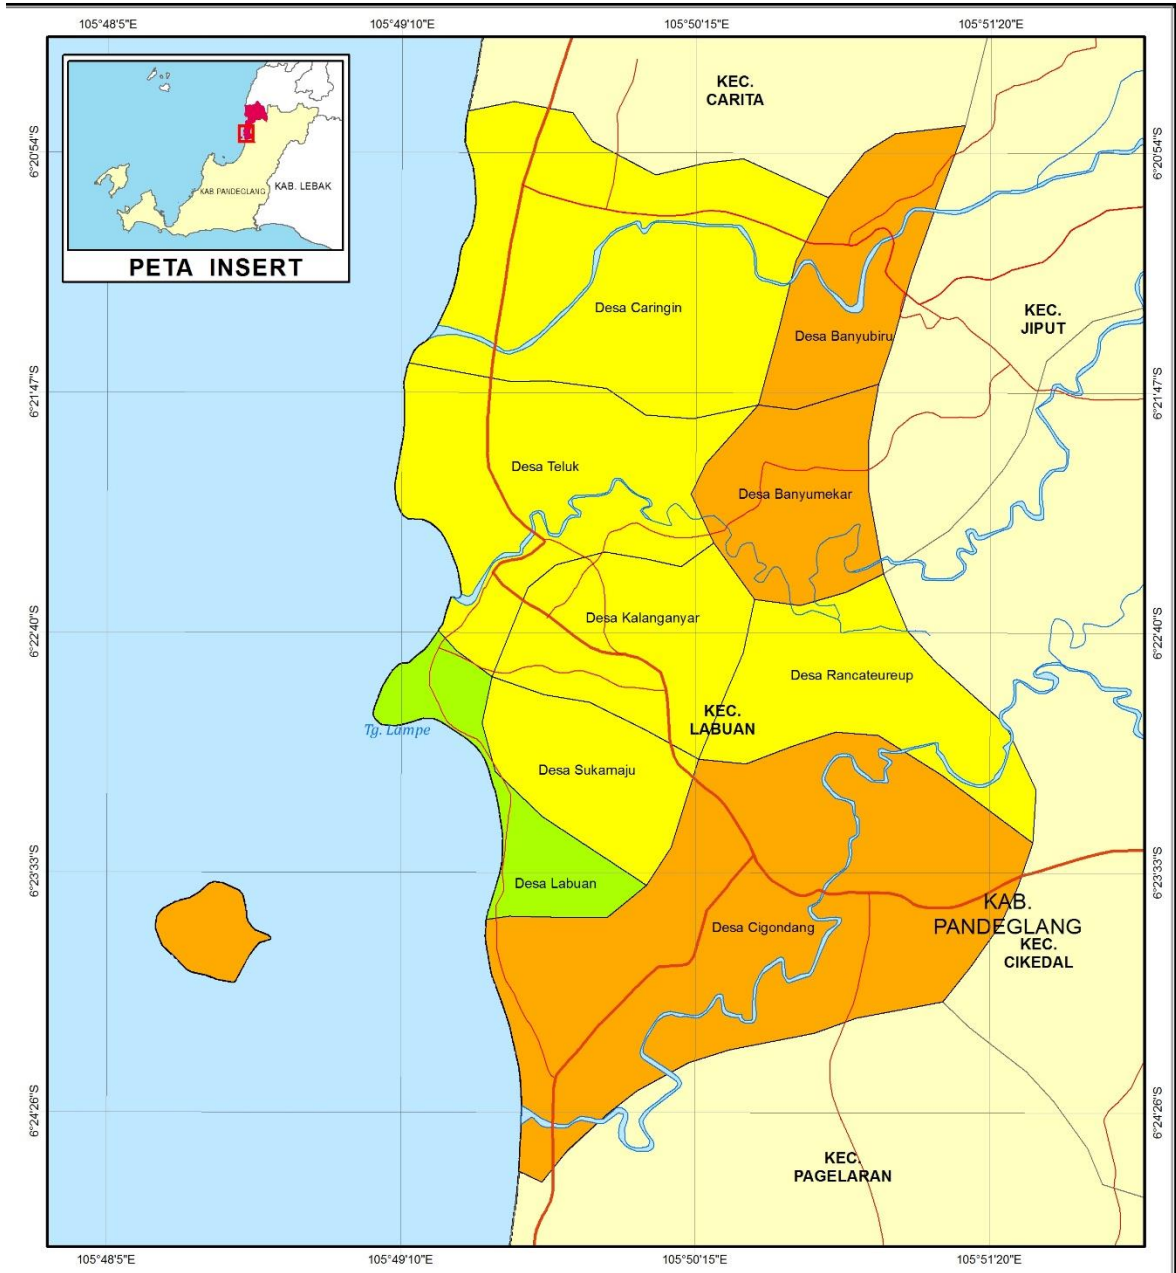 105°48'5"E
105°49'10"E
105°50'15"E
105°51'20"E
KEC.
CARITA
KAB. PANDEGLANG
KAB. LEBAK
PETA INSERT
6°20'54"S
6°20'54"S
Desa Caringin
KEC.
JIPUT
Desa Banyubiru
6°21'47"S
6°21'47"S
Desa Teluk
Desa Banyumekar
Desa Kalanganyar
6°22'40"S
6°22'40"S
Desa Rancateureup
KEC.
LABUAN
Tg. Lampe
Desa Sukamaju
6°23'33"S
6°23'33"S
Desa Labuan
KAB.
PANDEGLANG
Desa Cigondang
KEC.
CIKEDAL
6°24'26"S
6°24'26"S
KEC.
PAGELARAN
105°48'5"E
105°49'10"E
105°50'15"E
105°51'20"E